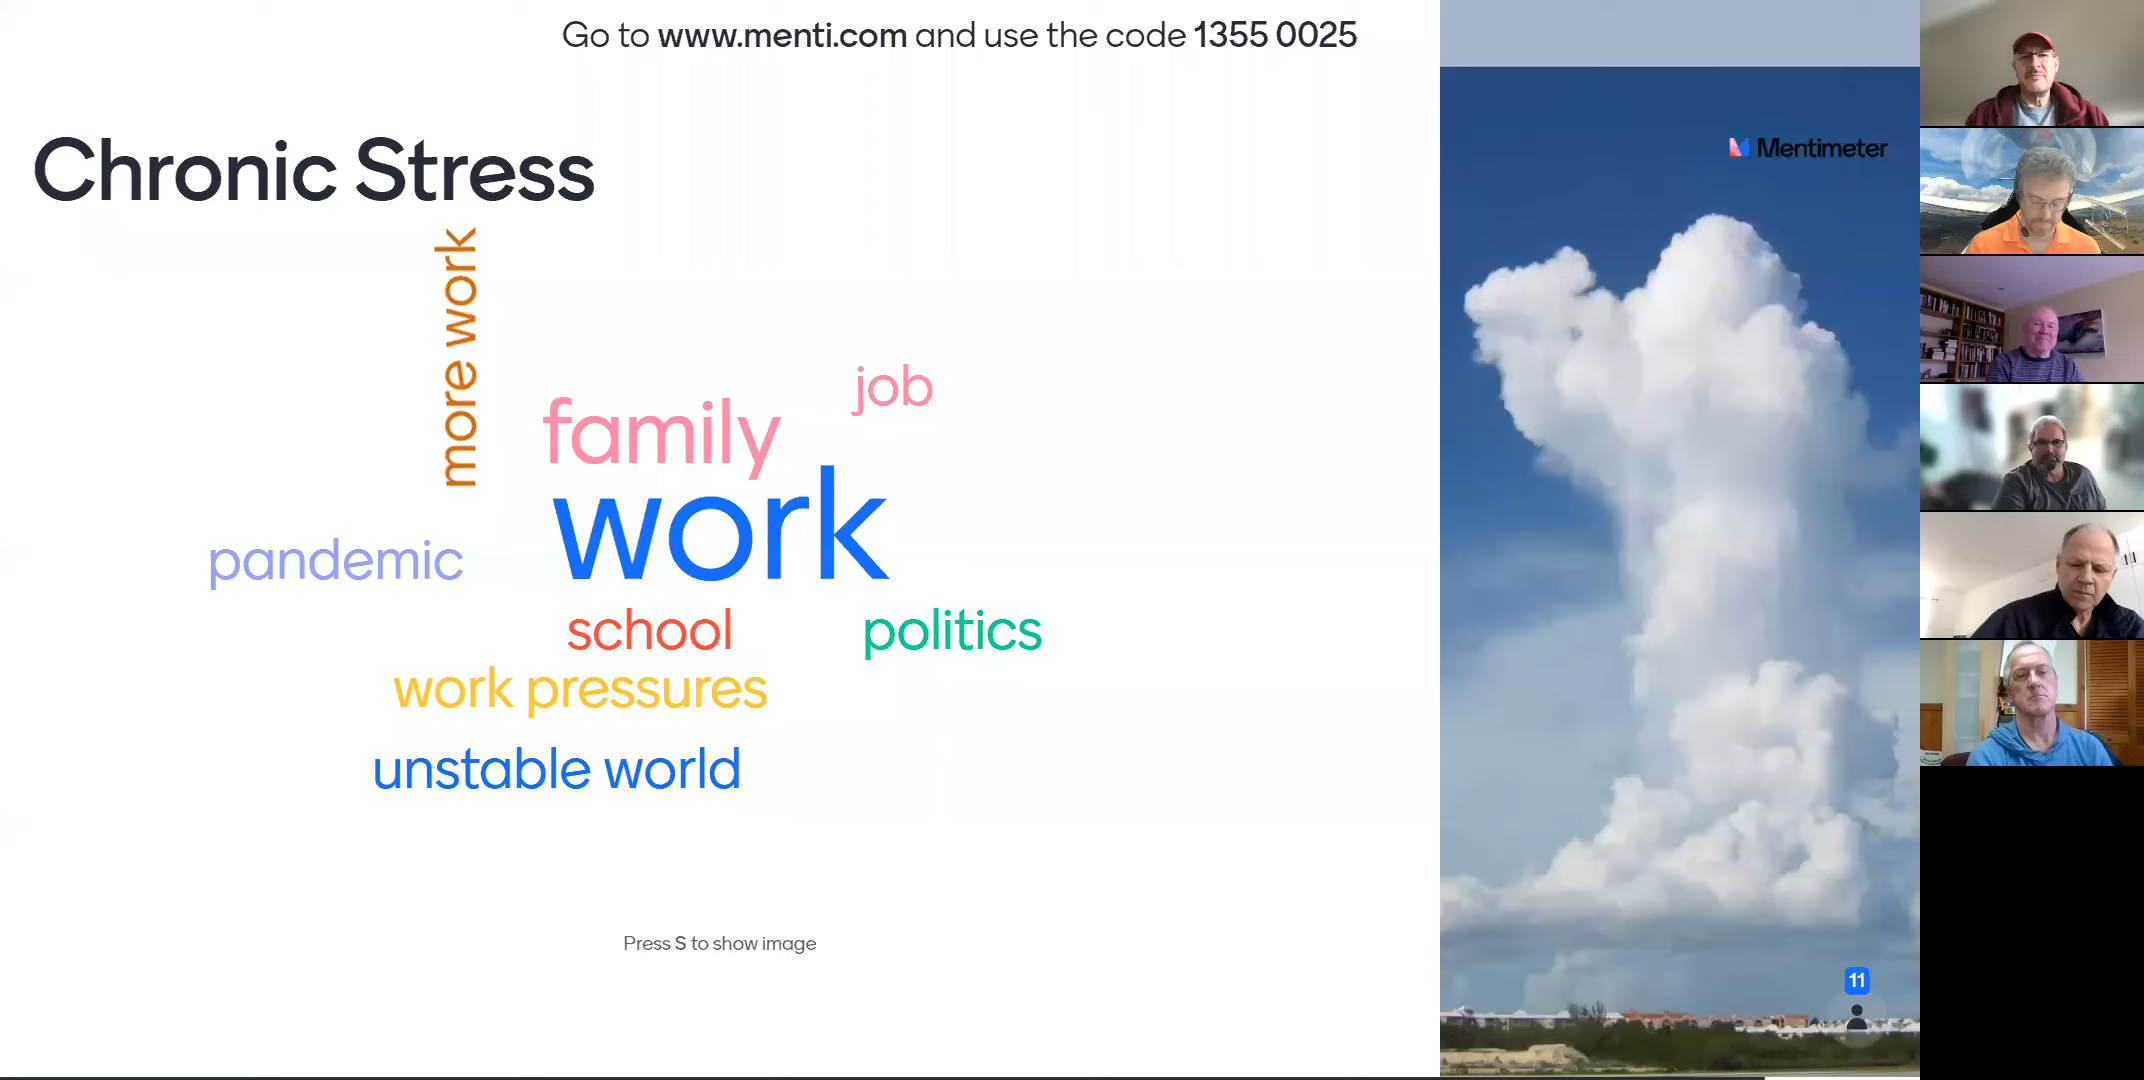 Go to www.menti.com and use the code 1355 0025
Mentimeter
Chronic Stress
more work
job
family
work
pandemic
school
politics
work pressures
unstable world
Press S to show image
11